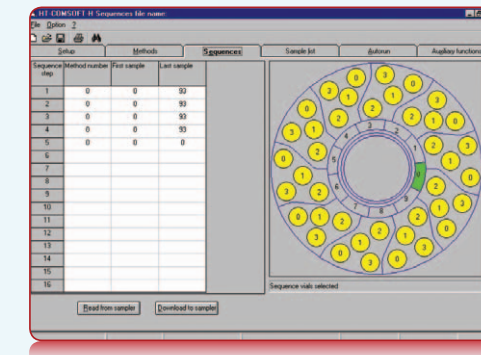 HT-COMSOFT-H Sequences file name:
File Option ?
Setup Methods Sequences Sample list Autorun Auxiliary functions
Sequence step Method number First sample Last sample
1 0 0 93
2 0 0 93
3 0 0 93
4 0 0 93
5 0 0 0
6
7
8
9
10
11
12
13
14
15
16
Sequence vials selected
Read from sampler Download to sampler